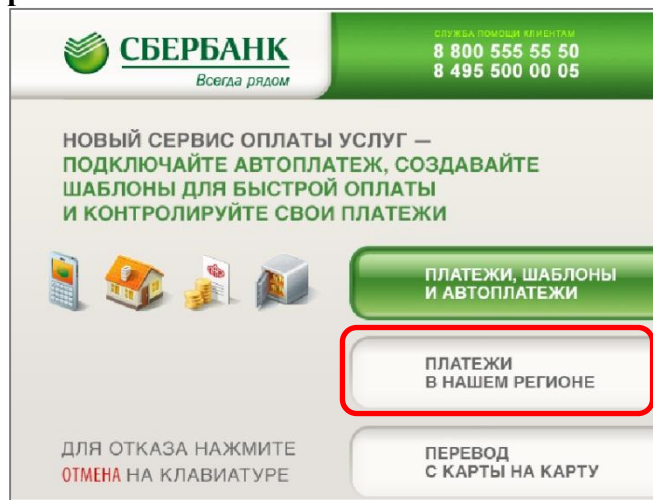 СБЕРБАНК
Всегда рядом
СЛУЖБА ПОМОЩИ КЛИЕНТАМ
8 800 555 55 50
8 495 500 00 05
НОВЫЙ СЕРВИС ОПЛАТЫ УСЛУГ —
ПОДКЛЮЧАЙТЕ АВТОПЛАТЕЖ, СОЗДАВАЙТЕ
ШАБЛОНЫ ДЛЯ БЫСТРОЙ ОПЛАТЫ
И КОНТРОЛИРУЙТЕ СВОИ ПЛАТЕЖИ
ПЛАТЕЖИ, ШАБЛОНЫ
И АВТОПЛАТЕЖИ
ПЛАТЕЖИ
В НАШЕМ РЕГИОНЕ
ДЛЯ ОТКАЗА НАЖМИТЕ
ОТМЕНА НА КЛАВИАТУРЕ
ПЕРЕВОД
С КАРТЫ НА КАРТУ